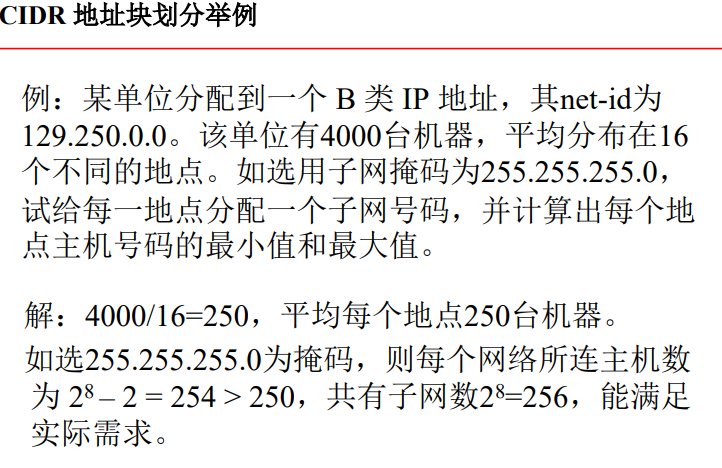 CIDR 地址块划分举例
例：某单位分配到一个 B 类 IP 地址，其net-id为
129.250.0.0。该单位有4000台机器，平均分布在16
个不同的地点。如选用子网掩码为255.255.255.0，
试给每一地点分配一个子网号码，并计算出每个地
点主机号码的最小值和最大值。
解：4000/16=250，平均每个地点250台机器。
如选255.255.255.0为掩码，则每个网络所连主机数
为 2⁸ – 2 = 254 > 250，共有子网数2⁸=256，能满足
实际需求。